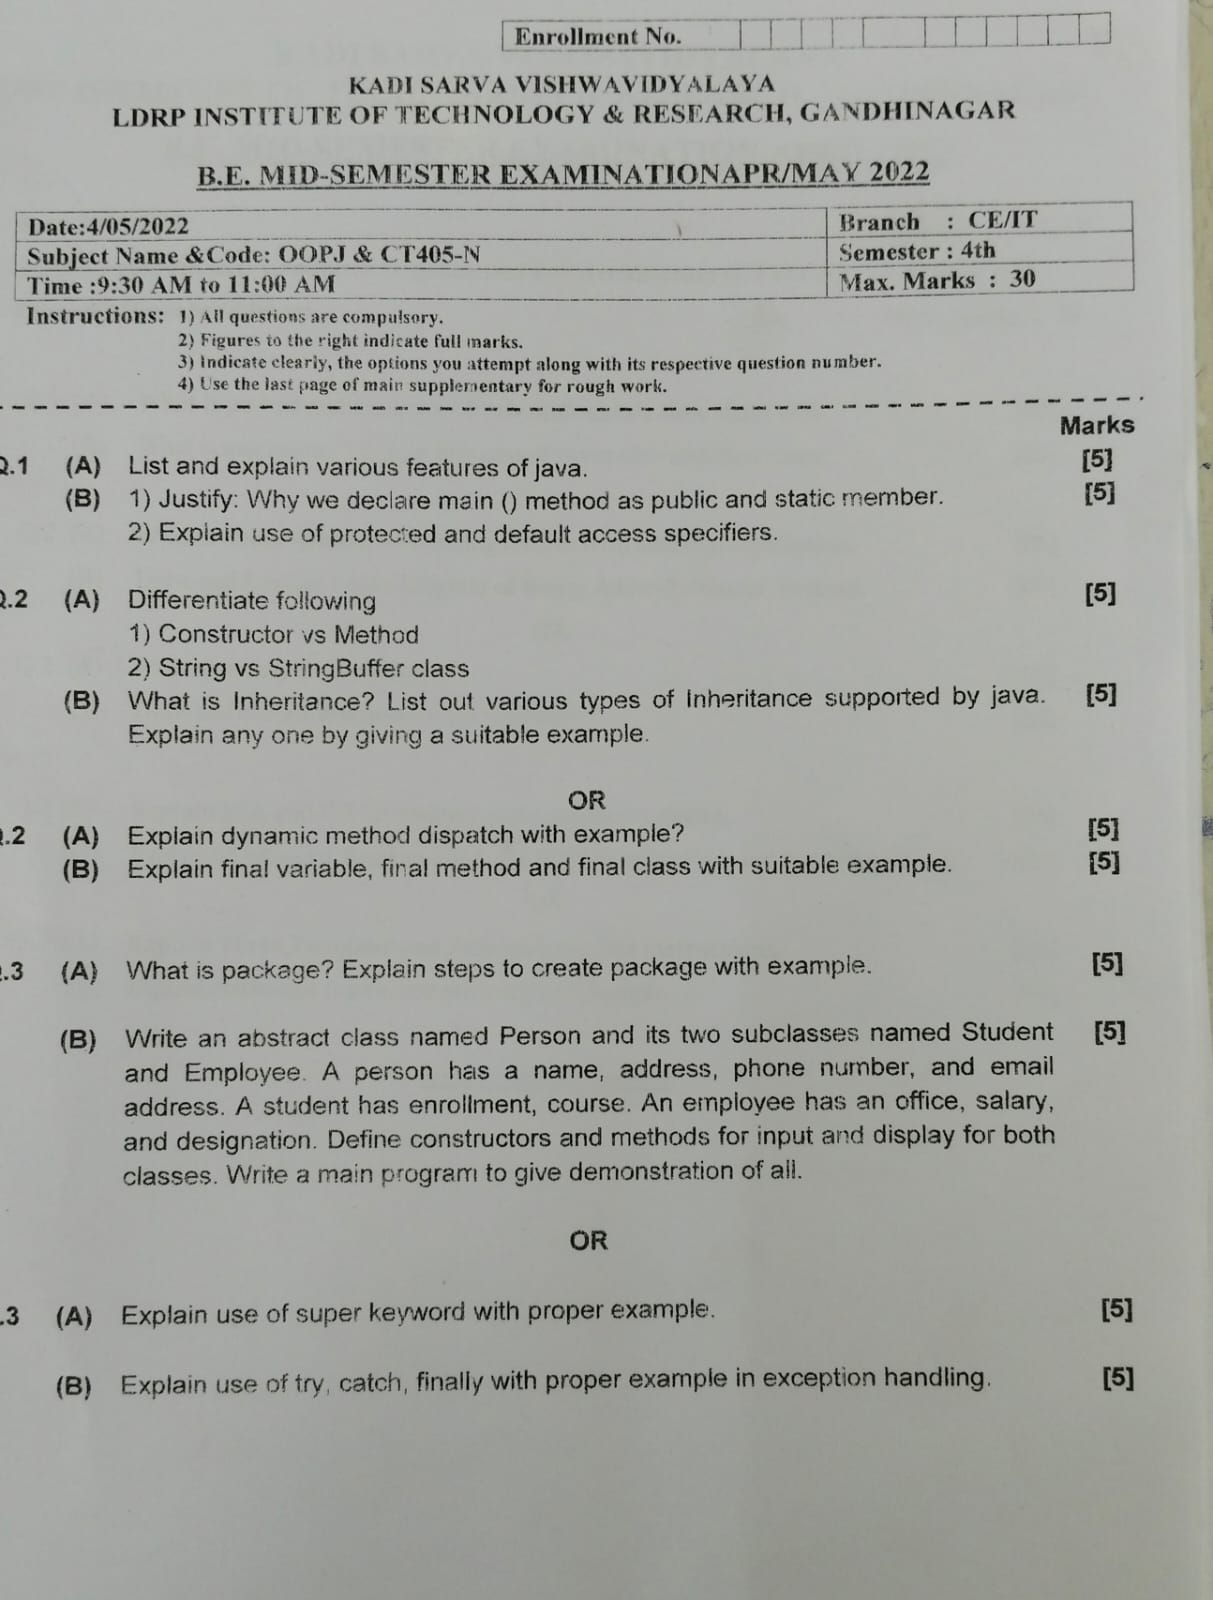 Enrollment No.
KADI SARVA VISHWAVIDYALAYA
LDRP INSTITUTE OF TECHNOLOGY & RESEARCH, GANDHINAGAR
B.E. MID-SEMESTER EXAMINATIONAPR/MAY 2022
Date:4/05/2022 Branch : CE/IT
Subject Name &Code: OOPJ & CT405-N Semester : 4th
Time :9:30 AM to 11:00 AM Max. Marks : 30
Instructions: 1) All questions are compulsory.
2) Figures to the right indicate full marks.
3) Indicate clearly, the options you attempt along with its respective question number.
4) Use the last page of main supplementary for rough work.
Marks
Q.1 (A) List and explain various features of java. [5]
(B) 1) Justify: Why we declare main () method as public and static member. [5]
2) Explain use of protected and default access specifiers.
Q.2 (A) Differentiate following [5]
1) Constructor vs Method
2) String vs StringBuffer class
(B) What is Inheritance? List out various types of Inheritance supported by java. [5]
Explain any one by giving a suitable example.
OR
.2 (A) Explain dynamic method dispatch with example? [5]
(B) Explain final variable, final method and final class with suitable example. [5]
.3 (A) What is package? Explain steps to create package with example. [5]
(B) Write an abstract class named Person and its two subclasses named Student [5]
and Employee. A person has a name, address, phone number, and email
address. A student has enrollment, course. An employee has an office, salary,
and designation. Define constructors and methods for input and display for both
classes. Write a main program to give demonstration of all.
OR
.3 (A) Explain use of super keyword with proper example. [5]
(B) Explain use of try, catch, finally with proper example in exception handling. [5]